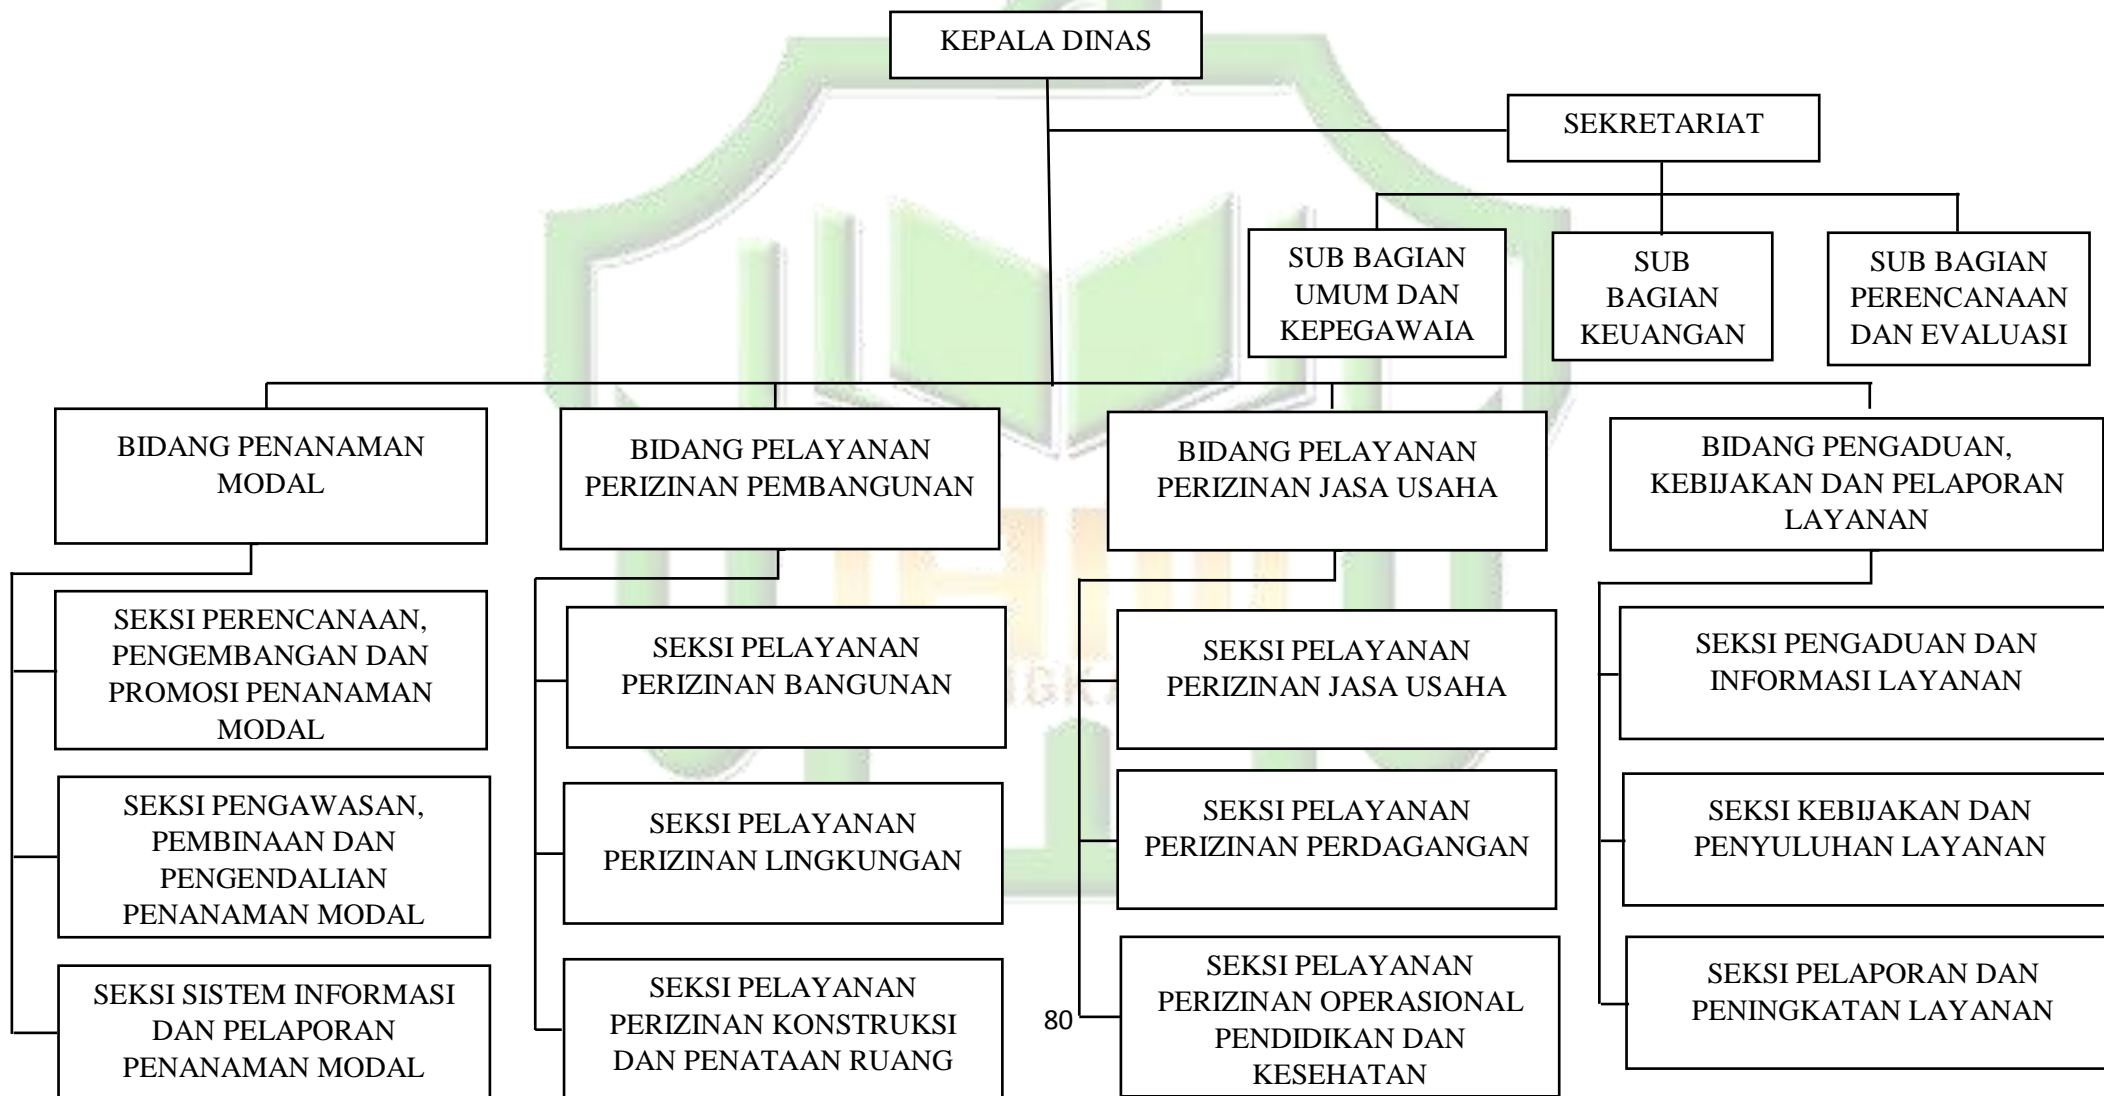 KEPALA DINAS
SEKRETARIAT
SUB BAGIAN
UMUM DAN
KEPEGAWAIA
SUB
BAGIAN
KEUANGAN
SUB BAGIAN
PERENCANAAN
DAN EVALUASI
BIDANG PENANAMAN
MODAL
BIDANG PELAYANAN
PERIZINAN PEMBANGUNAN
BIDANG PELAYANAN
PERIZINAN JASA USAHA
BIDANG PENGADUAN,
KEBIJAKAN DAN PELAPORAN
LAYANAN
SEKSI PERENCANAAN,
PENGEMBANGAN DAN
PROMOSI PENANAMAN
MODAL
SEKSI PENGAWASAN,
PEMBINAAN DAN
PENGENDALIAN
PENANAMAN MODAL
SEKSI SISTEM INFORMASI
DAN PELAPORAN
PENANAMAN MODAL
SEKSI PELAYANAN
PERIZINAN BANGUNAN
SEKSI PELAYANAN
PERIZINAN LINGKUNGAN
SEKSI PELAYANAN
PERIZINAN KONSTRUKSI
DAN PENATAAN RUANG
SEKSI PELAYANAN
PERIZINAN JASA USAHA
SEKSI PELAYANAN
PERIZINAN PERDAGANGAN
SEKSI PELAYANAN
PERIZINAN OPERASIONAL
PENDIDIKAN DAN
KESEHATAN
SEKSI PENGADUAN DAN
INFORMASI LAYANAN
SEKSI KEBIJAKAN DAN
PENYULUHAN LAYANAN
SEKSI PELAPORAN DAN
PENINGKATAN LAYANAN
80